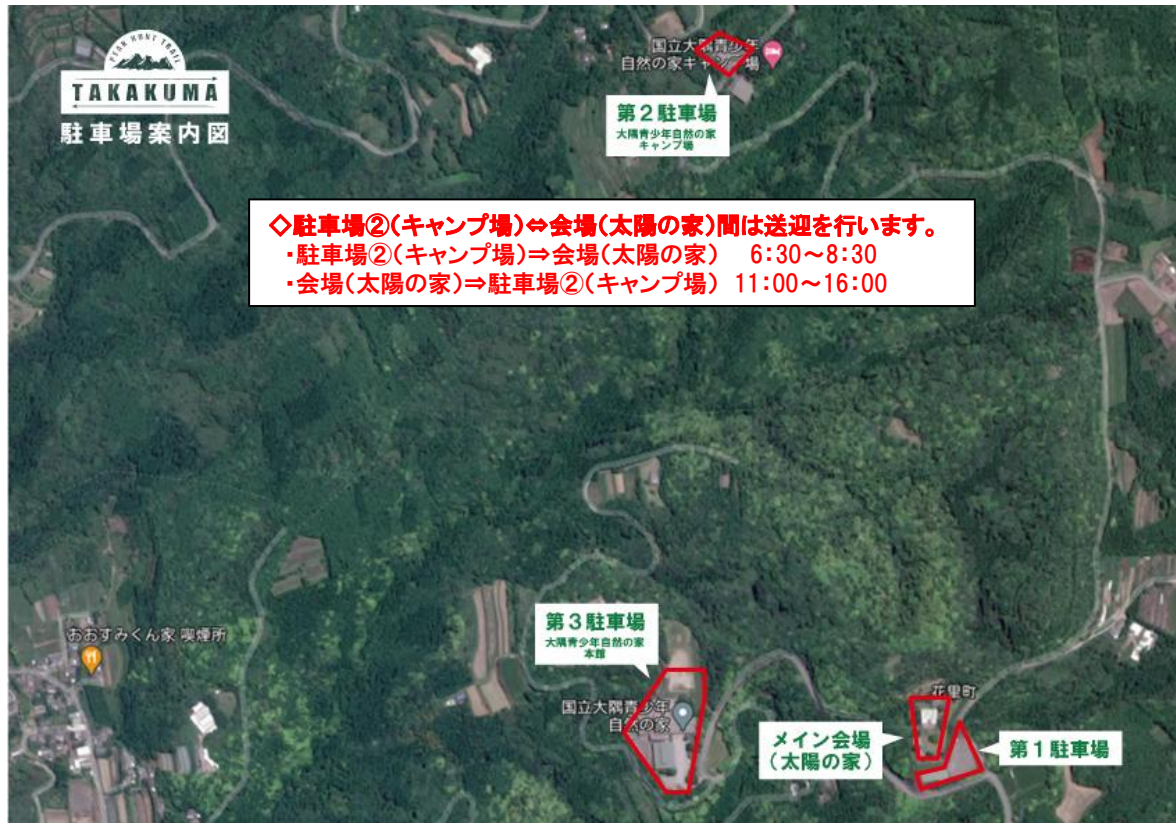 PEAK HUNT TRAIL
TAKAKUMA
駐車場案内図
国立大隅青少年
自然の家キャンプ場
第2駐車場
大隅青少年自然の家
キャンプ場
◇駐車場②(キャンプ場)⇔会場(太陽の家)間は送迎を行います。
・駐車場②(キャンプ場)⇒会場(太陽の家) 6:30～8:30
・会場(太陽の家)⇒駐車場②(キャンプ場) 11:00～16:00
おおすみくん家 喫煙所
第3駐車場
大隅青少年自然の家
本館
国立大隅青少年
自然の家
花里町
メイン会場
(太陽の家)
第1駐車場